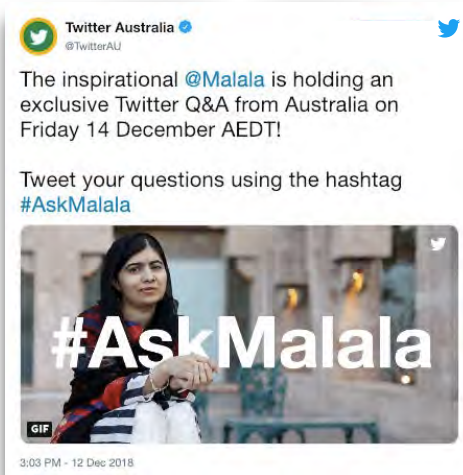 Twitter Australia
@TwitterAU
The inspirational @Malala is holding an
exclusive Twitter Q&A from Australia on
Friday 14 December AEDT!
Tweet your questions using the hashtag
#AskMalala
#AskMalala
GIF
3:03 PM - 12 Dec 2018